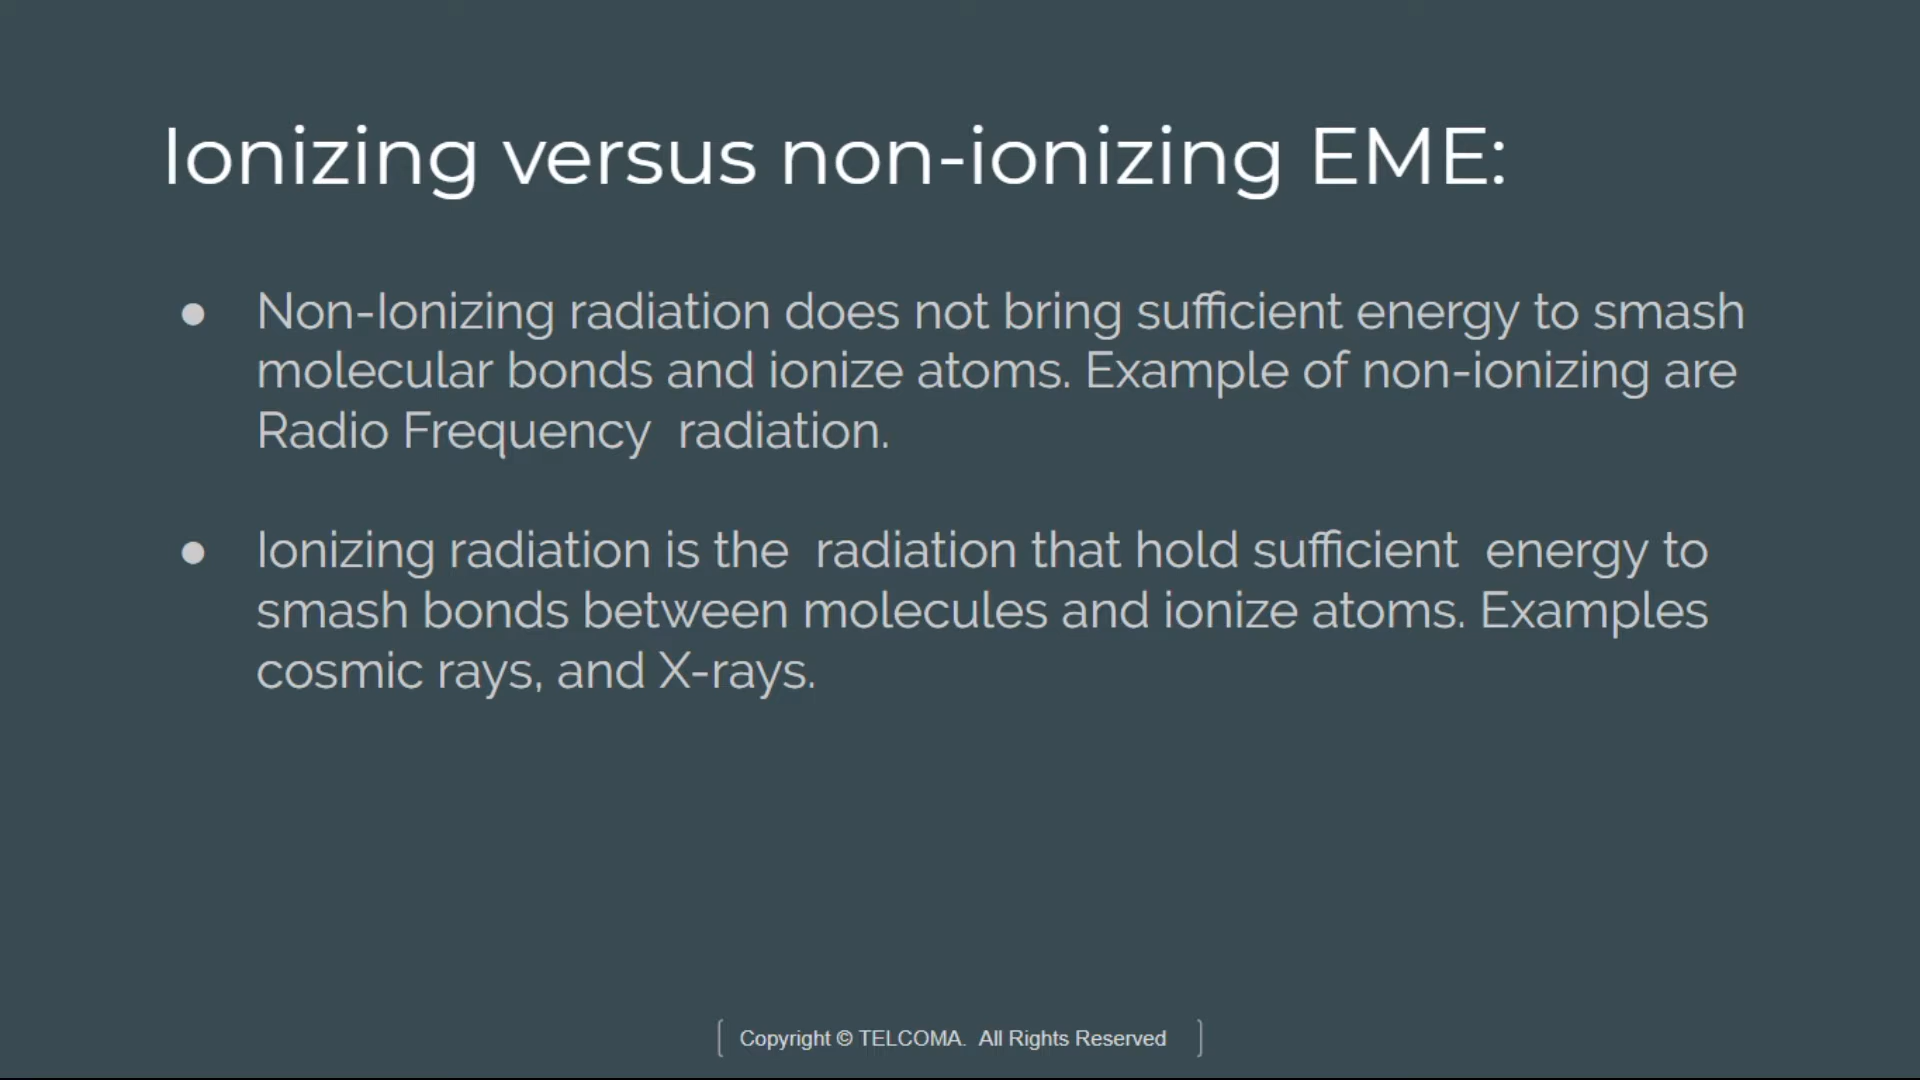 Ionizing versus non-ionizing EME:
● Non-Ionizing radiation does not bring sufficient energy to smash
molecular bonds and ionize atoms. Example of non-ionizing are
Radio Frequency  radiation.
● Ionizing radiation is the  radiation that hold sufficient  energy to
smash bonds between molecules and ionize atoms. Examples
cosmic rays, and X-rays.
Copyright © TELCOMA.  All Rights Reserved